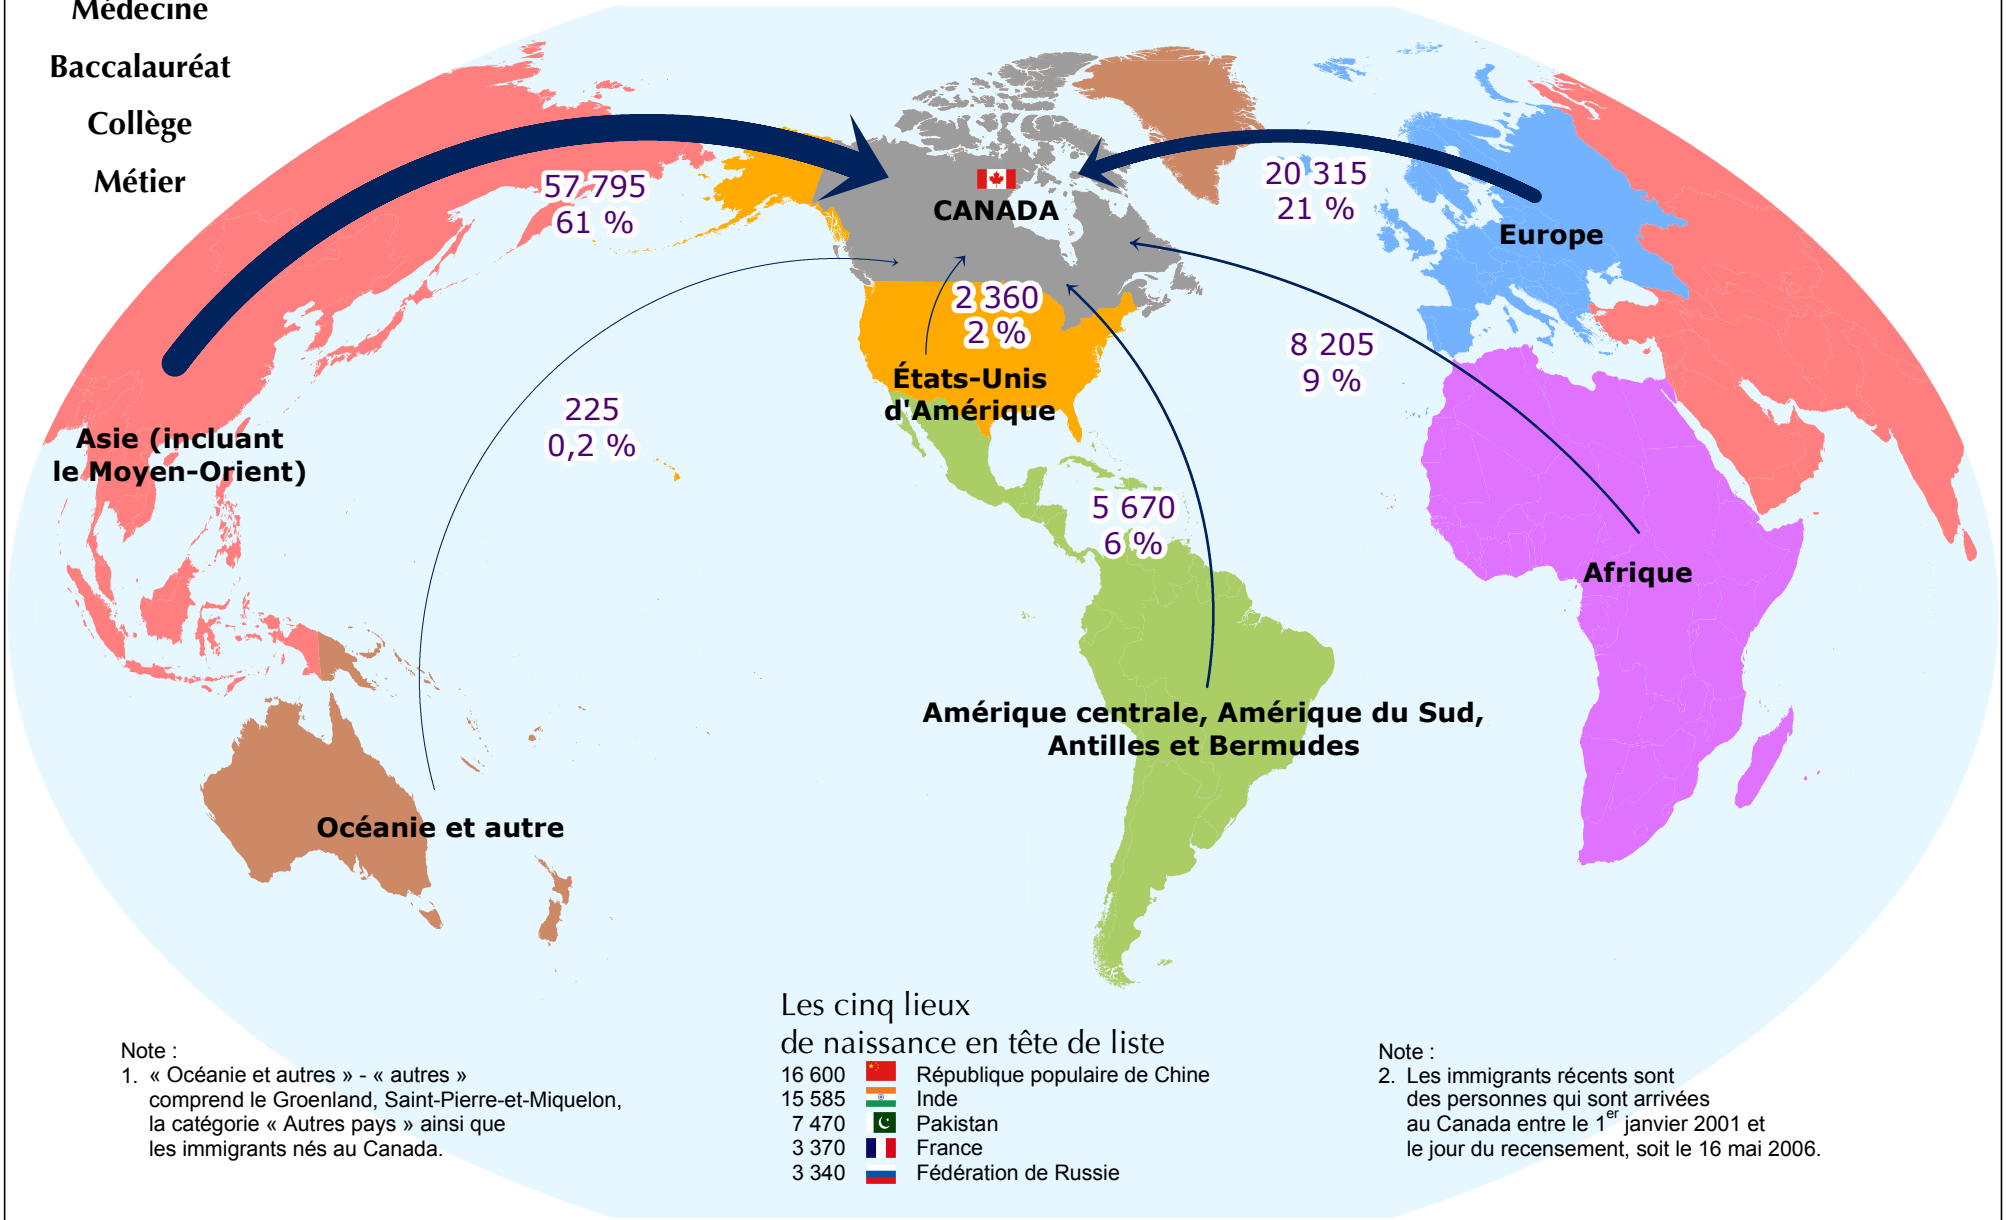 Médecine
Baccalauréat
Collège
Métier
57 795
61 %
CANADA
20 315
21 %
Europe
2 360
2 %
États-Unis
d'Amérique
8 205
9 %
225
0,2 %
Asie (incluant
le Moyen-Orient)
5 670
6 %
Afrique
Amérique centrale, Amérique du Sud,
Antilles et Bermudes
Océanie et autre
Les cinq lieux
de naissance en tête de liste
16 600 République populaire de Chine
15 585 Inde
7 470 Pakistan
3 370 France
3 340 Fédération de Russie
Note :
1. « Océanie et autres » - « autres »
comprend le Groenland, Saint-Pierre-et-Miquelon,
la catégorie « Autres pays » ainsi que
les immigrants nés au Canada.
Note :
2. Les immigrants récents sont
des personnes qui sont arrivées
au Canada entre le 1er janvier 2001 et
le jour du recensement, soit le 16 mai 2006.